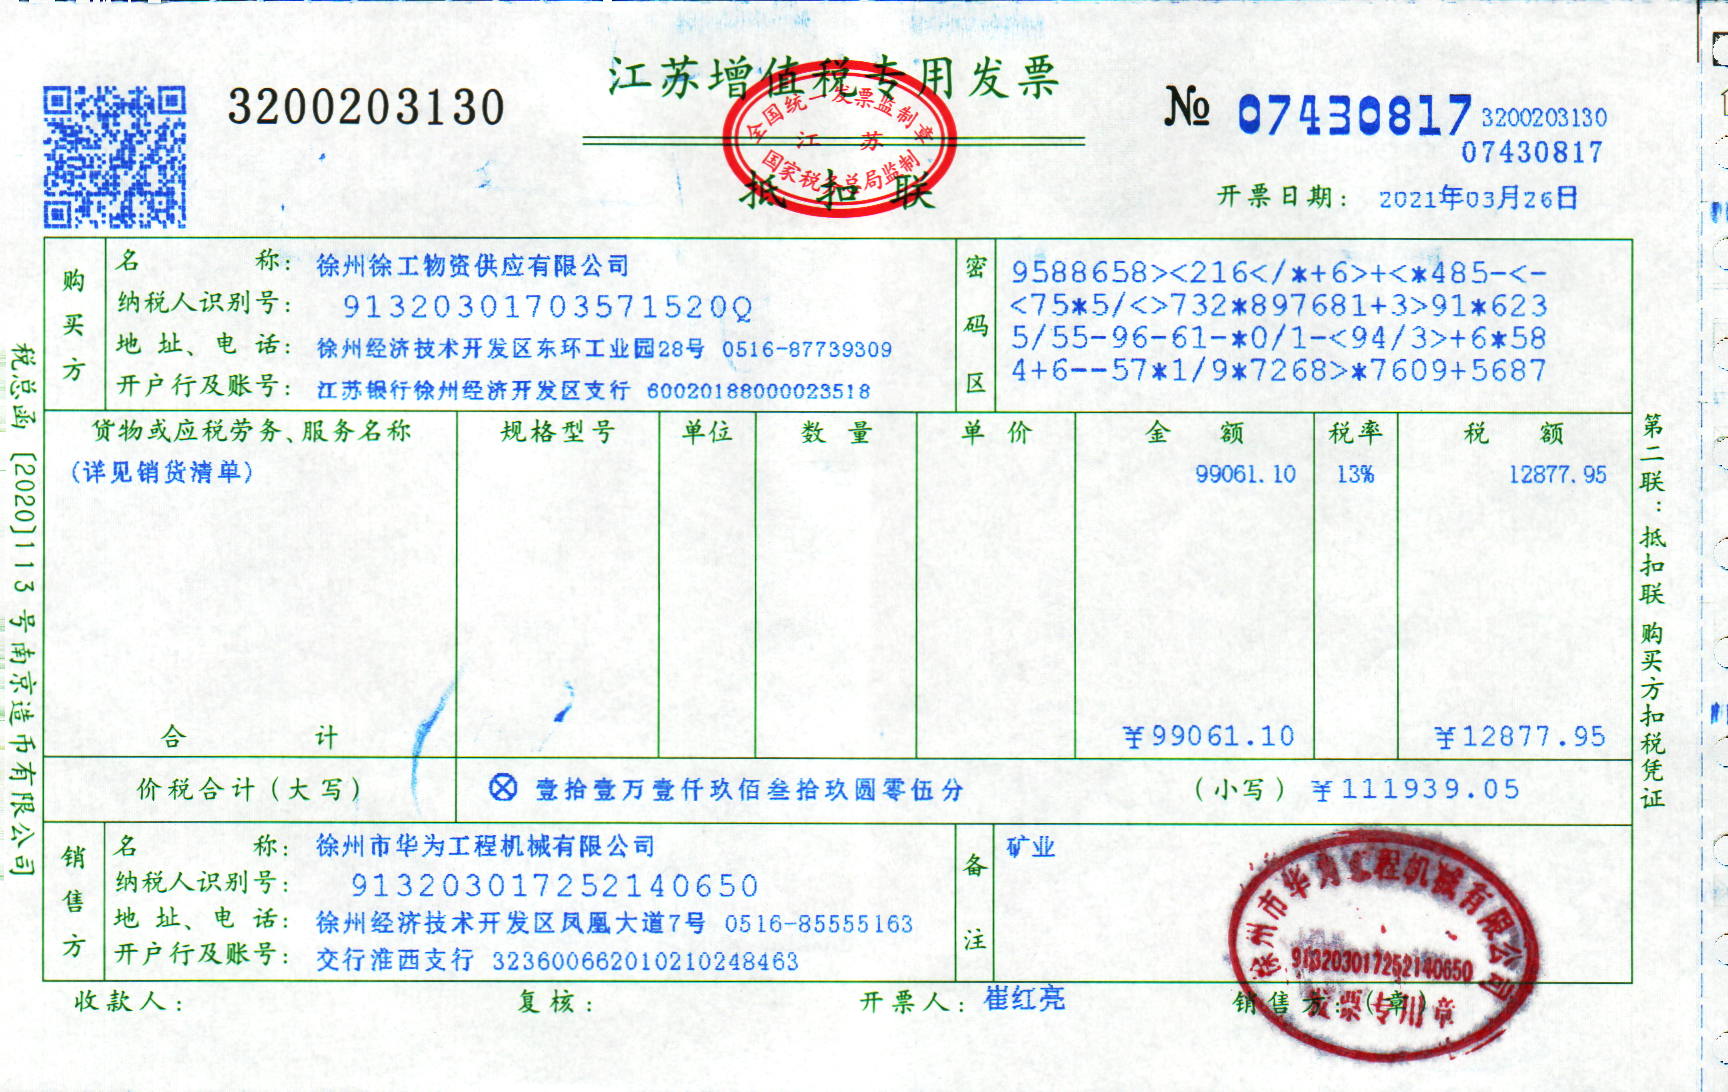 江苏增值税专用发票
3200203130
全国统一发票监制章
江 苏
国家税务总局监制
抵 扣 联
№ 07430817
3200203130
07430817
开票日期: 2021年03月26日
购买方
名 称: 徐州徐工物资供应有限公司
纳税人识别号: 91320301703571520Q
地 址、电 话: 徐州经济技术开发区东环工业园28号 0516-87739309
开户行及账号: 江苏银行徐州经济开发区支行 60020188000023518
密码区
9588658><216</*+6>+<*485-<-
<75*5/<>732*897681+3>91*623
5/55-96-61-*0/1-<94/3>+6*58
4+6--57*1/9*7268>*7609+5687
货物或应税劳务、服务名称 规格型号 单位 数 量 单 价 金 额 税率 税 额
(详见销货清单) 99061.10 13% 12877.95
合 计 ¥99061.10 ¥12877.95
价税合计(大写) ⊗ 壹拾壹万壹仟玖佰叁拾玖圆零伍分 (小写) ¥111939.05
销售方
名 称: 徐州市华为工程机械有限公司
纳税人识别号: 913203017252140650
地 址、电 话: 徐州经济技术开发区凤凰大道7号 0516-85555163
开户行及账号: 交行淮西支行 323600662010210248463
备注
矿业
收款人: 复核: 开票人: 崔红亮 销售方:(章)
徐州市华为工程机械有限公司
913203017252140650
发票专用章
税总函[2020]113号南京造币有限公司
第二联:抵扣联 购买方扣税凭证